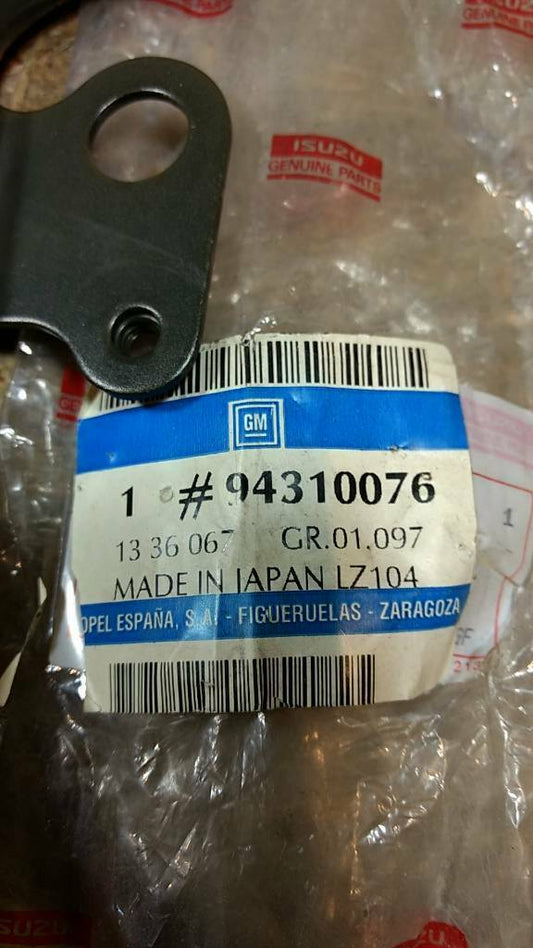 ISUZU
GENUINE PARTS
GM
1 #94310076
13 36 067 GR.01.097
MADE IN JAPAN LZ104
OPEL ESPAÑA, S.A. - FIGUERUELAS - ZARAGOZA
1
ISUZU